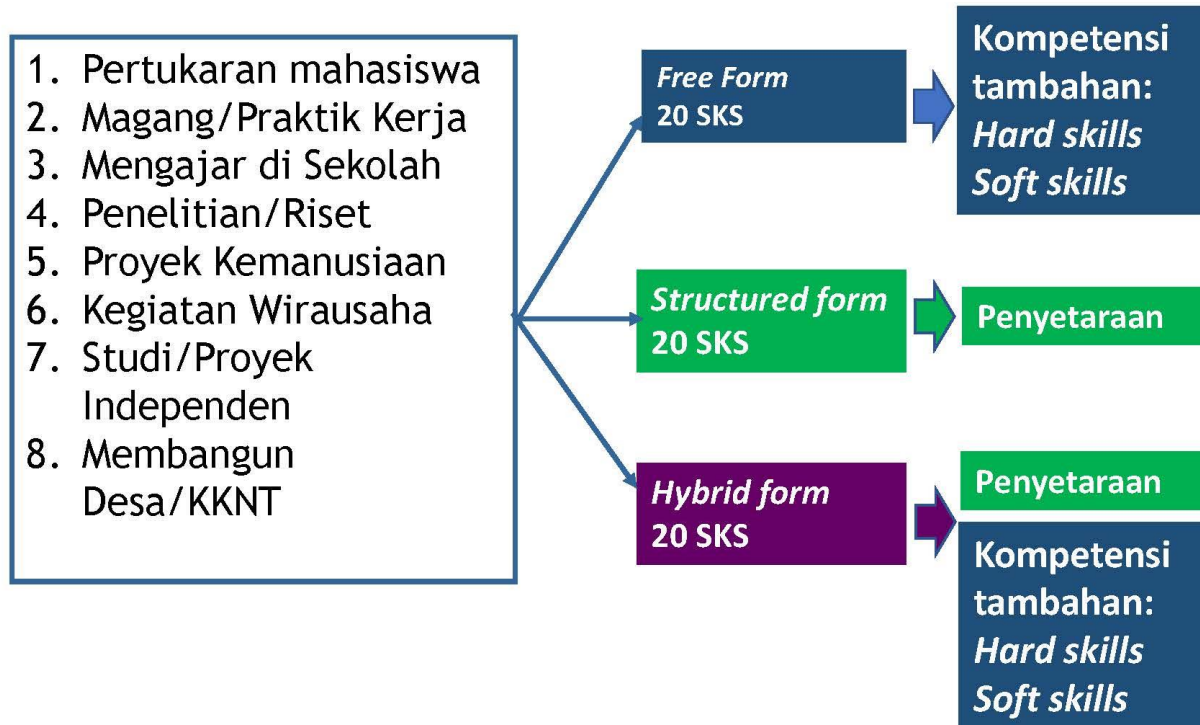 1. Pertukaran mahasiswa
2. Magang/Praktik Kerja
3. Mengajar di Sekolah
4. Penelitian/Riset
5. Proyek Kemanusiaan
6. Kegiatan Wirausaha
7. Studi/Proyek
Independen
8. Membangun
Desa/KKNT
Free Form
20 SKS
Kompetensi
tambahan:
Hard skills
Soft skills
Structured form
20 SKS
Penyetaraan
Hybrid form
20 SKS
Penyetaraan
Kompetensi
tambahan:
Hard skills
Soft skills